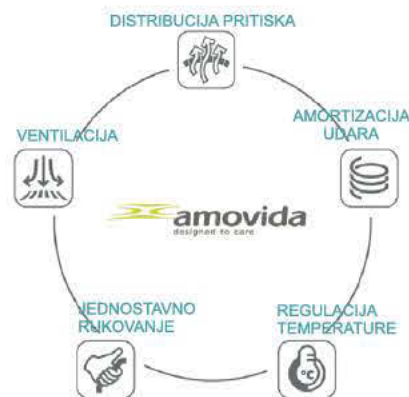 DISTRIBUCIJA PRITISKA
VENTILACIJA
AMORTIZACIJA
UDARA
amovida
designed to care
JEDNOSTAVNO
RUKOVANJE
REGULACIJA
TEMPERATURE
°C